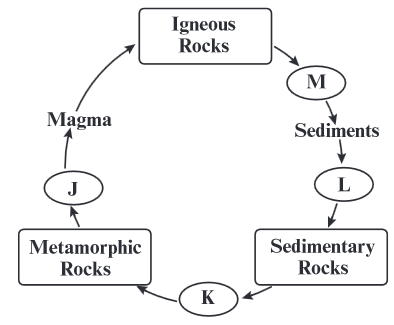 Igneous
Rocks
M
Magma
Sediments
J
L
Metamorphic
Rocks
Sedimentary
Rocks
K